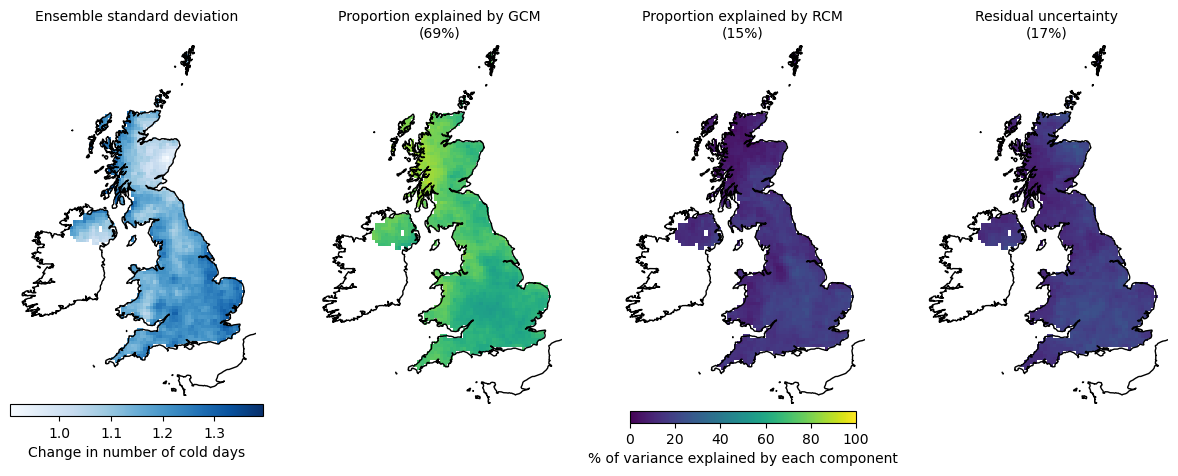 Ensemble standard deviation
Proportion explained by GCM
(69%)
Proportion explained by RCM
(15%)
Residual uncertainty
(17%)
1.0 1.1 1.2 1.3
Change in number of cold days
0 20 40 60 80 100
% of variance explained by each component